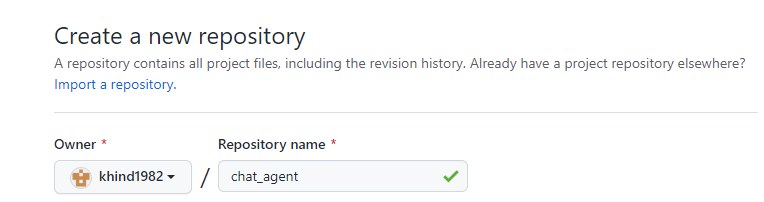 Create a new repository
A repository contains all project files, including the revision history. Already have a project repository elsewhere?
Import a repository.
Owner *
Repository name *
khind1982 / chat_agent